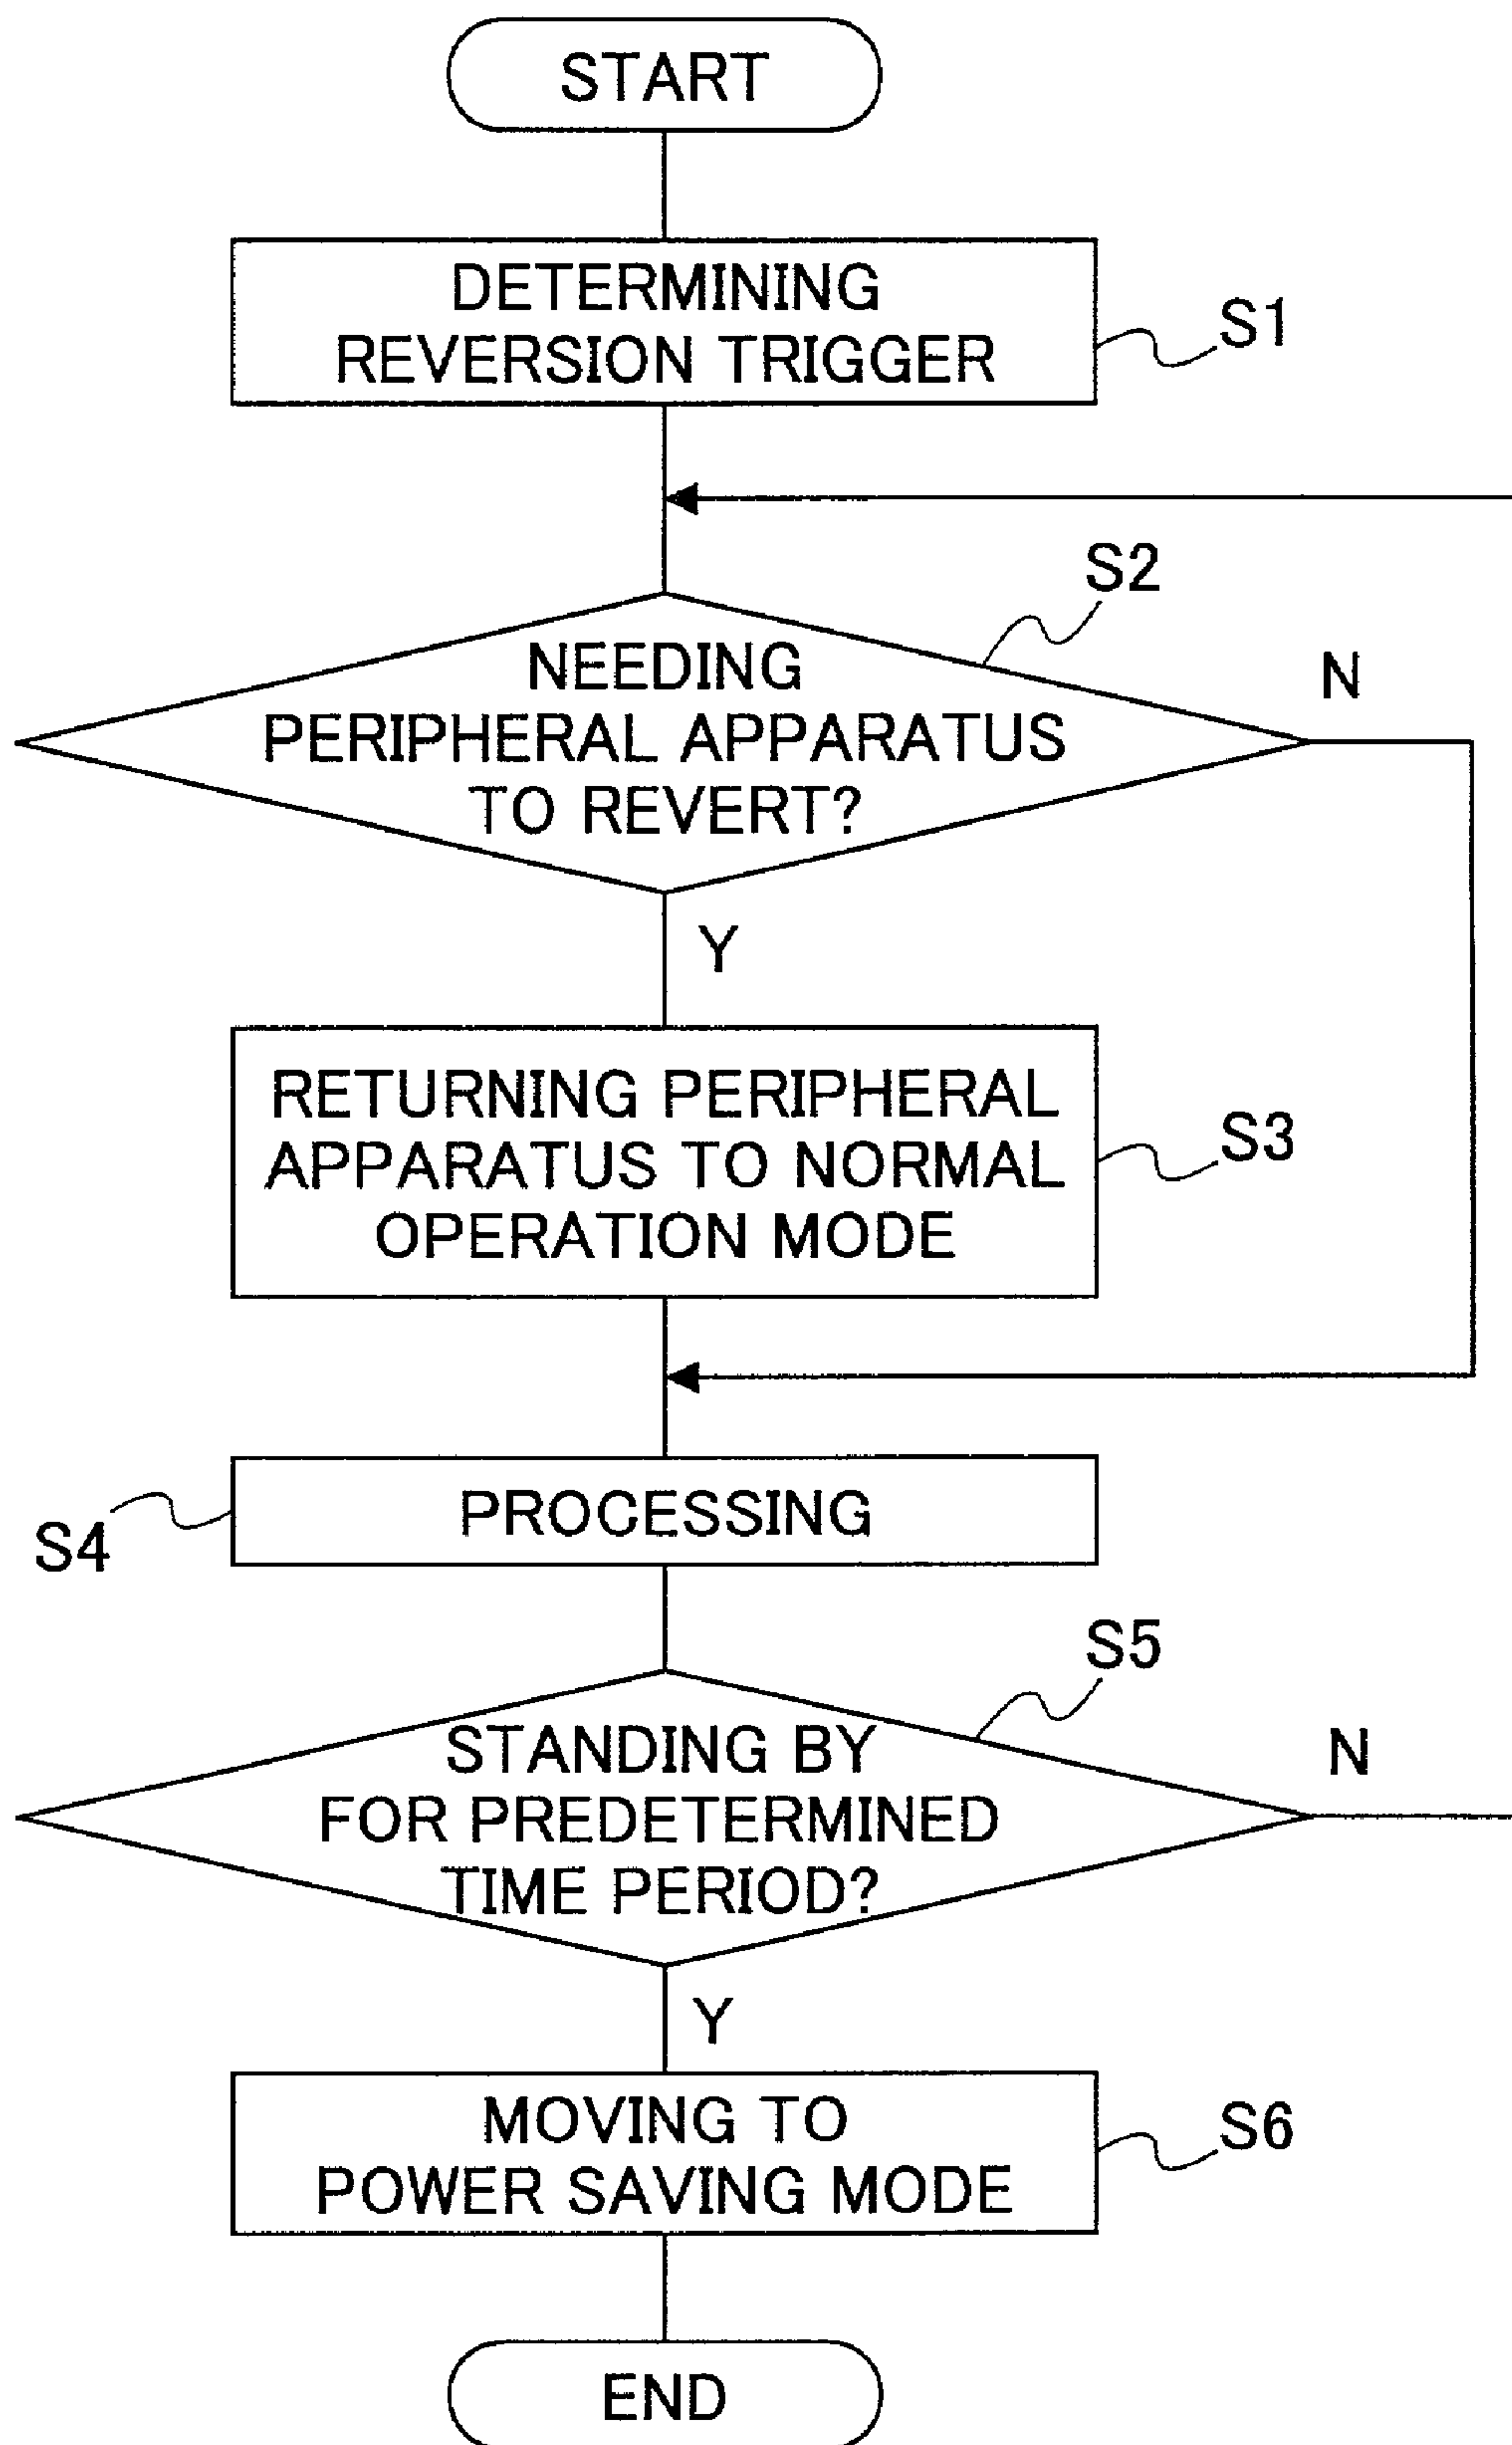 START
DETERMINING
REVERSION TRIGGER
S1
S2
NEEDING
PERIPHERAL APPARATUS
TO REVERT?
N
Y
RETURNING PERIPHERAL
APPARATUS TO NORMAL
OPERATION MODE
S3
PROCESSING
S4
S5
STANDING BY
FOR PREDETERMINED
TIME PERIOD?
N
Y
MOVING TO
POWER SAVING MODE
S6
END